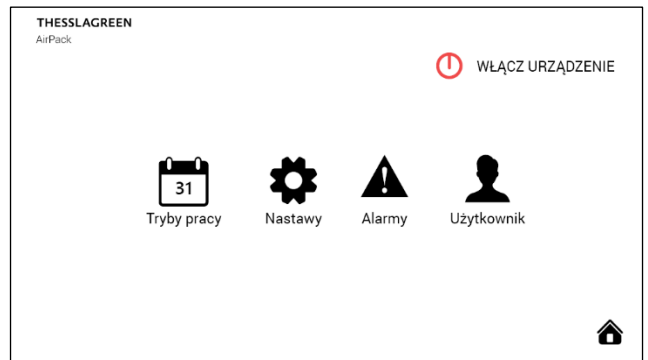 THESSLAGREEN
AirPack
WŁĄCZ URZĄDZENIE
31
Tryby pracy
Nastawy
Alarmy
Użytkownik